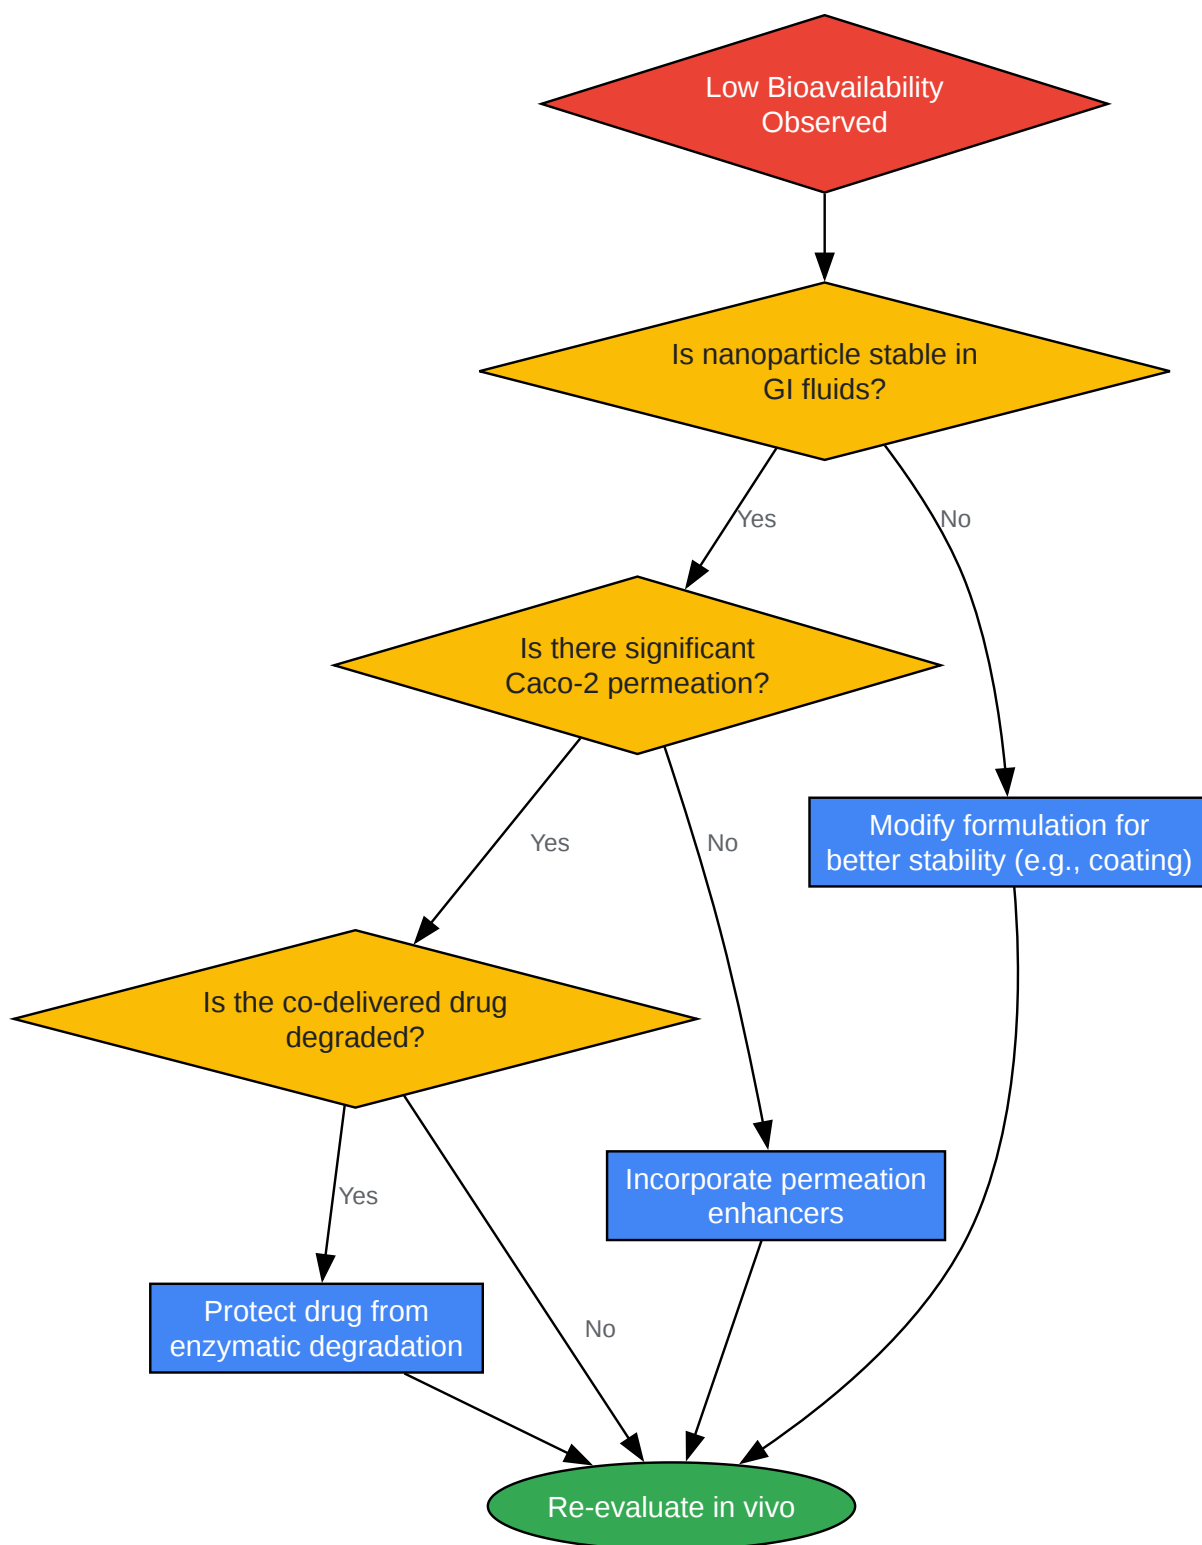 Low Bioavailability
Observed
Is nanoparticle stable in
GI fluids?
Yes
No
Is there significant
Caco-2 permeation?
Modify formulation for
better stability (e.g., coating)
Yes
No
Is the co-delivered drug
degraded?
Yes
Incorporate permeation
enhancers
Protect drug from
enzymatic degradation
No
Re-evaluate in vivo